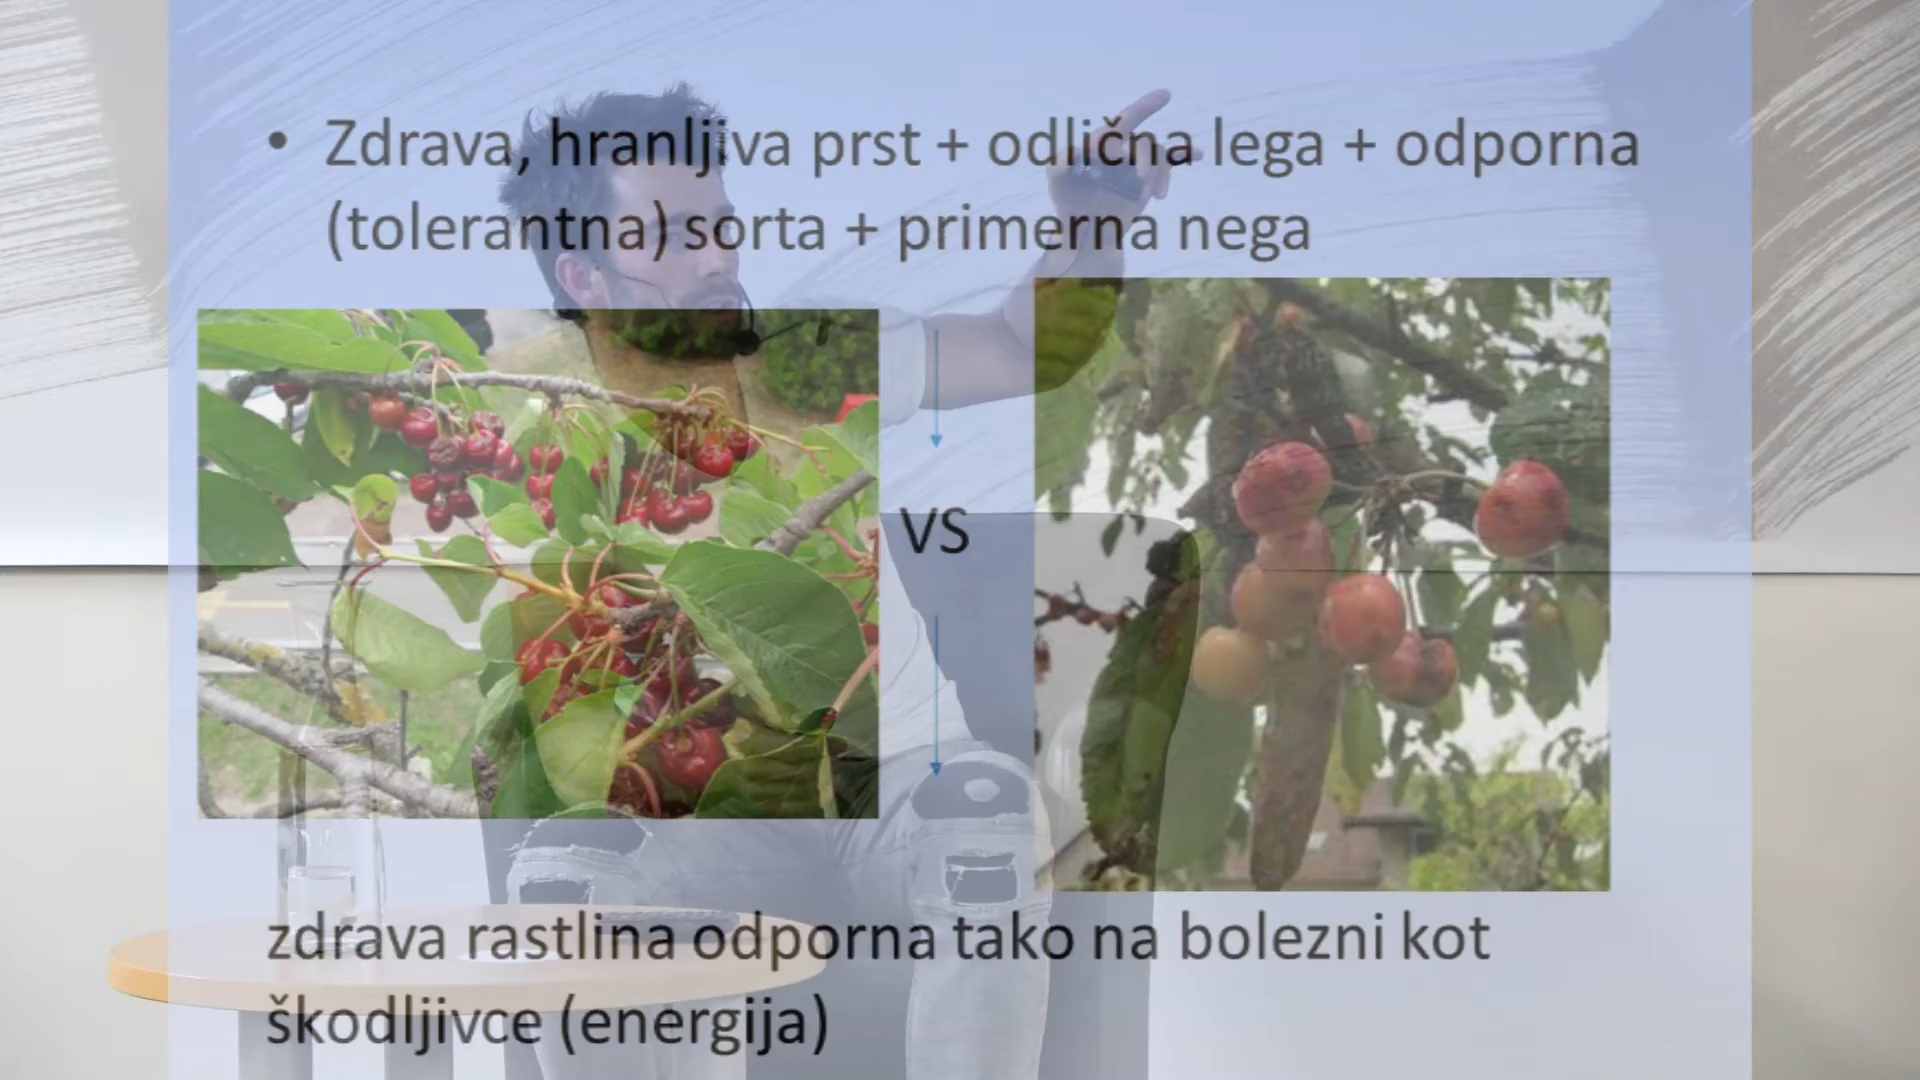 • Zdrava, hranljiva prst + odlična lega + odporna
(tolerantna) sorta + primerna nega
VS
zdrava rastlina odporna tako na bolezni kot
škodljivce (energija)